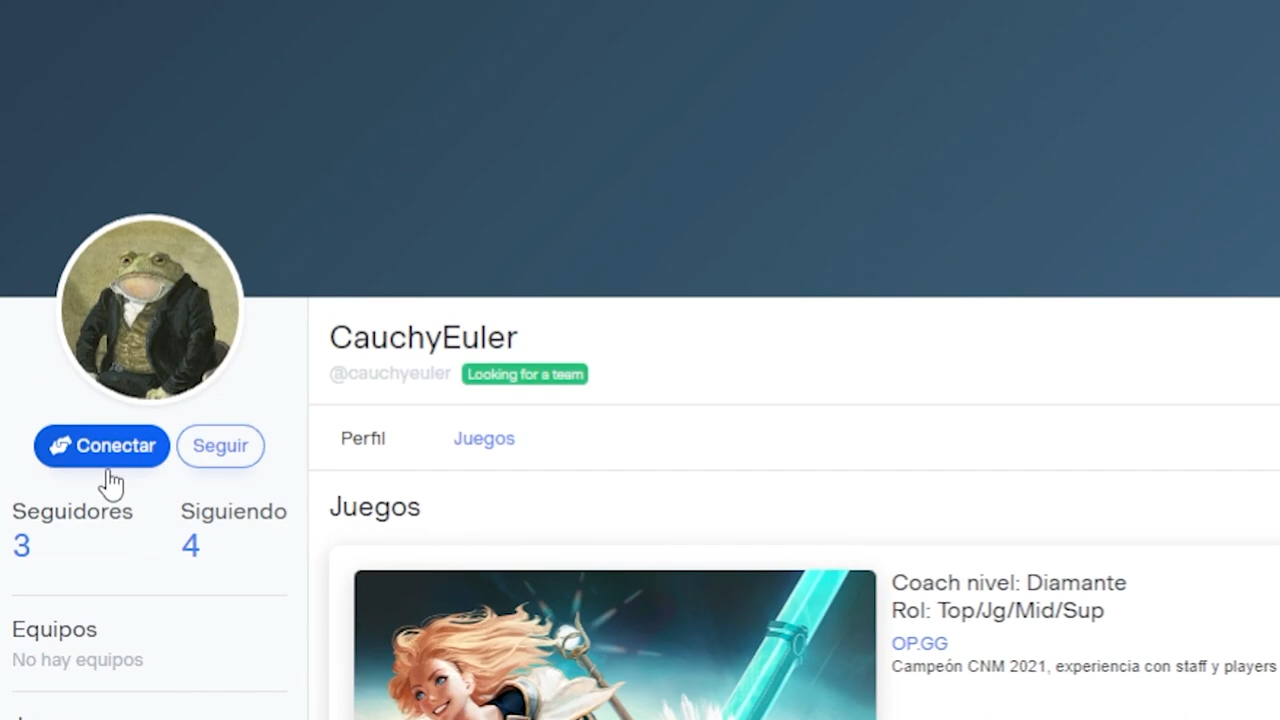 CauchyEuler
@cauchyeuler Looking for a team
Conectar Seguir
Perfil Juegos
Seguidores Siguiendo
3 4
Juegos
Equipos
No hay equipos
Coach nivel: Diamante
Rol: Top/Jg/Mid/Sup
OP.GG
Campeón CNM 2021, experiencia con staff y players